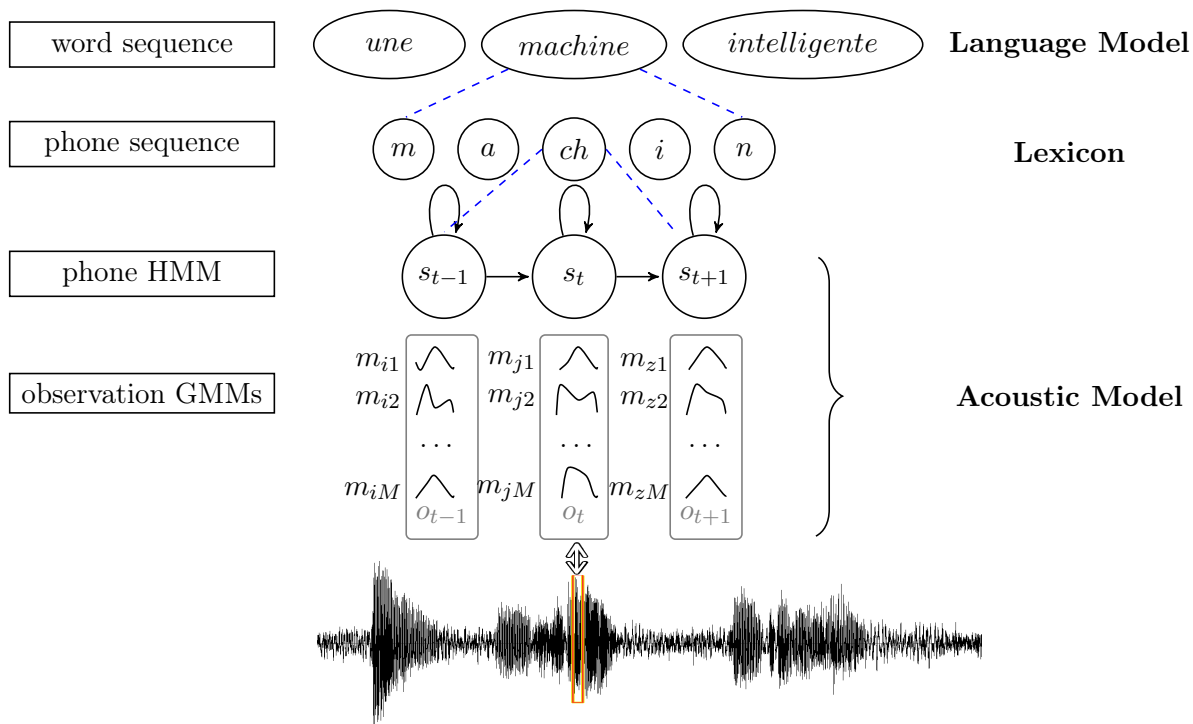 word sequence une machine intelligente Language Model
phone sequence m a ch i n Lexicon
phone HMM s_{t−1} s_t s_{t+1}
m_{i1} m_{j1} m_{z1}
observation GMMs m_{i2} m_{j2} m_{z2} Acoustic Model
... ... ...
m_{iM} m_{jM} m_{zM}
o_{t−1} o_t o_{t+1}